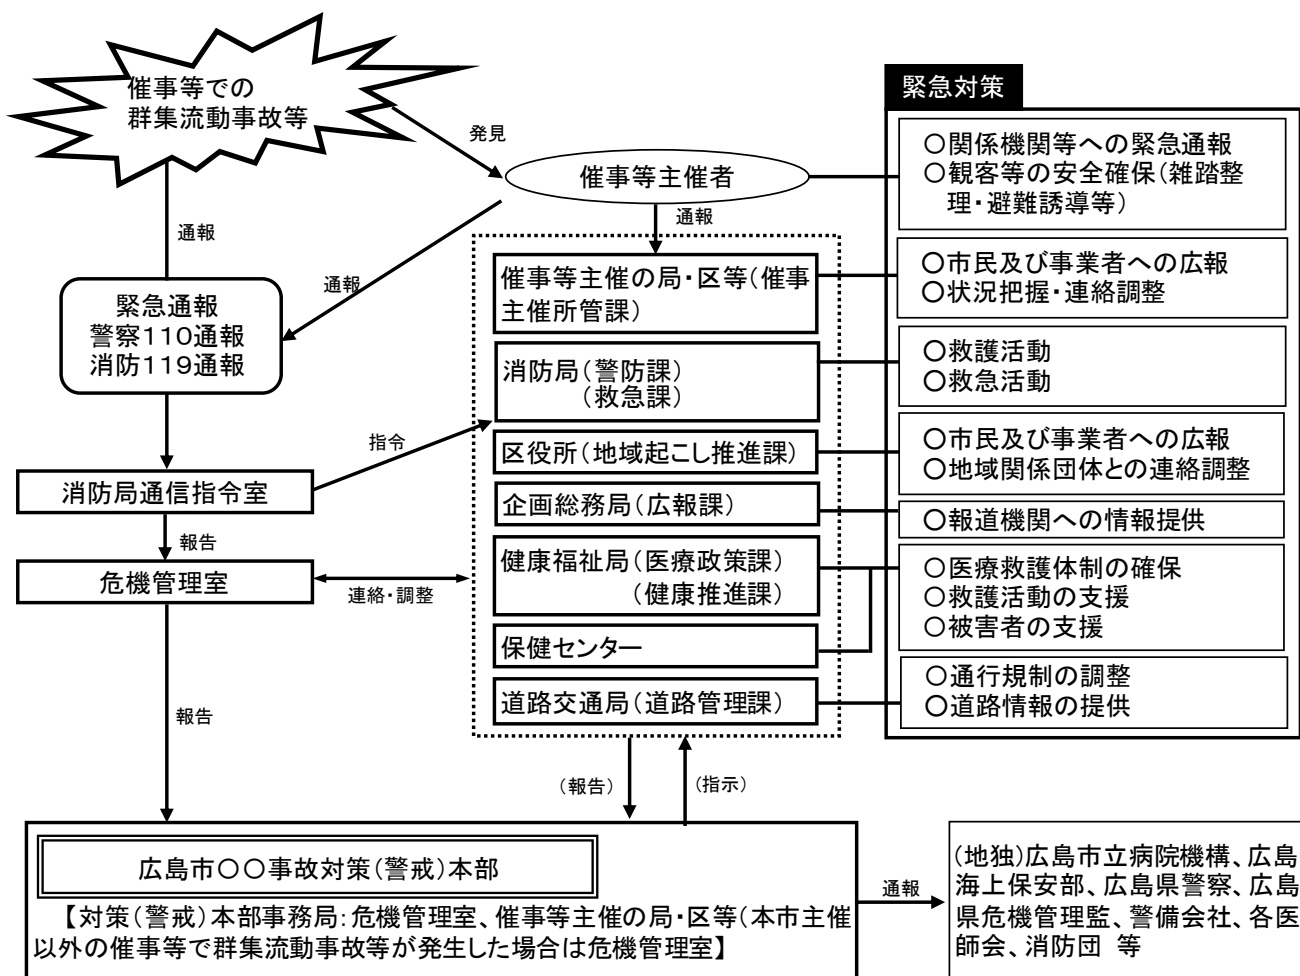 催事等での
群集流動事故等
発見
催事等主催者
通報
通報
通報
緊急通報
警察110通報
消防119通報
指令
消防局通信指令室
報告
危機管理室
連絡・調整
報告
催事等主催の局・区等(催事
主催所管課)
消防局(警防課)
(救急課)
区役所(地域起こし推進課)
企画総務局(広報課)
健康福祉局(医療政策課)
(健康推進課)
保健センター
道路交通局(道路管理課)
緊急対策
○関係機関等への緊急通報
○観客等の安全確保(雑踏整
理・避難誘導等)
○市民及び事業者への広報
○状況把握・連絡調整
○救護活動
○救急活動
○市民及び事業者への広報
○地域関係団体との連絡調整
○報道機関への情報提供
○医療救護体制の確保
○救護活動の支援
○被害者の支援
○通行規制の調整
○道路情報の提供
(報告)
(指示)
広島市○○事故対策(警戒)本部
【対策(警戒)本部事務局:危機管理室、催事等主催の局・区等(本市主催
以外の催事等で群集流動事故等が発生した場合は危機管理室】
通報
(地独)広島市立病院機構、広島
海上保安部、広島県警察、広島
県危機管理監、警備会社、各医
師会、消防団 等